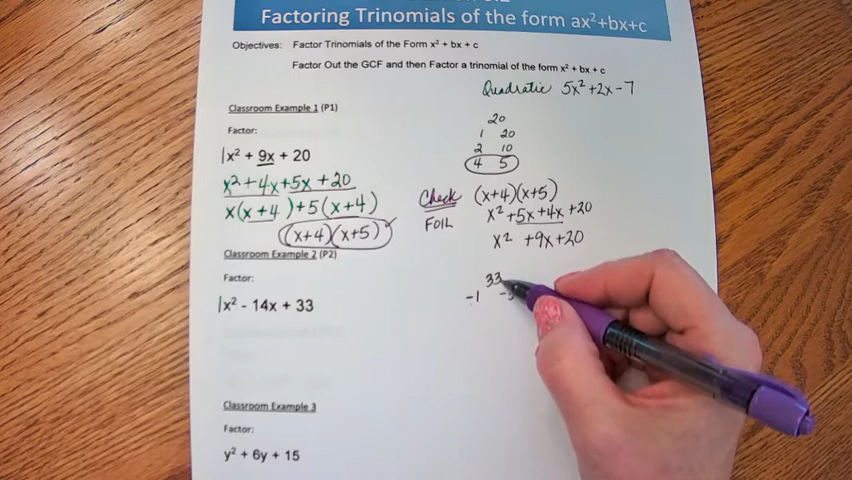 Factoring Trinomials of the form ax²+bx+c
Objectives: Factor Trinomials of the Form x² + bx + c
Factor Out the GCF and then Factor a trinomial of the form x² + bx + c
Quadratic 5x² +2x -7
Classroom Example 1 (P1)
Factor:
1x² + 9x + 20
x² + 4x + 5x + 20
x(x+4) + 5(x+4)
(x+4)(x+5)
20
1 20
2 10
4 5
Check (x+4)(x+5)
FOIL x² + 5x + 4x + 20
x² +9x+20
Classroom Example 2 (P2)
Factor:
1x² - 14x + 33
33
-1
Classroom Example 3
Factor:
y² + 6y + 15